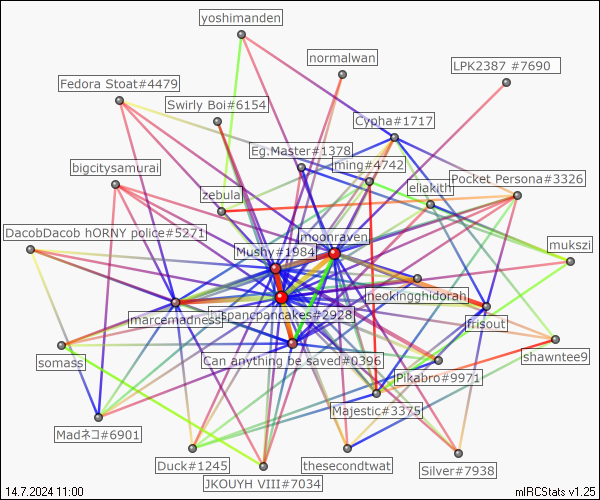 yoshimanden
normalwan
LPK2387 #7690
Fedora Stoat#4479
Swirly Boi#6154
Cypha#1717
Eg.Master#1378
ming#4742
bigcitysamurai
Pocket Persona#3326
ellakith
zebula
DacobDacob hORNY police#5271
moonraven
Mushy#1984
mukszi
neokingghidorah
hispancpancakes#2928
marcemadness
frisout
somass
Can anything be saved#0396
shawntee9
Pikabro#9971
Majestic#3375
Madネコ#6901
Duck#1245
thesecondtwat
Silver#7938
JKOUYH VIII#7034
14.7.2024 11:00
mIRCStats v1.25